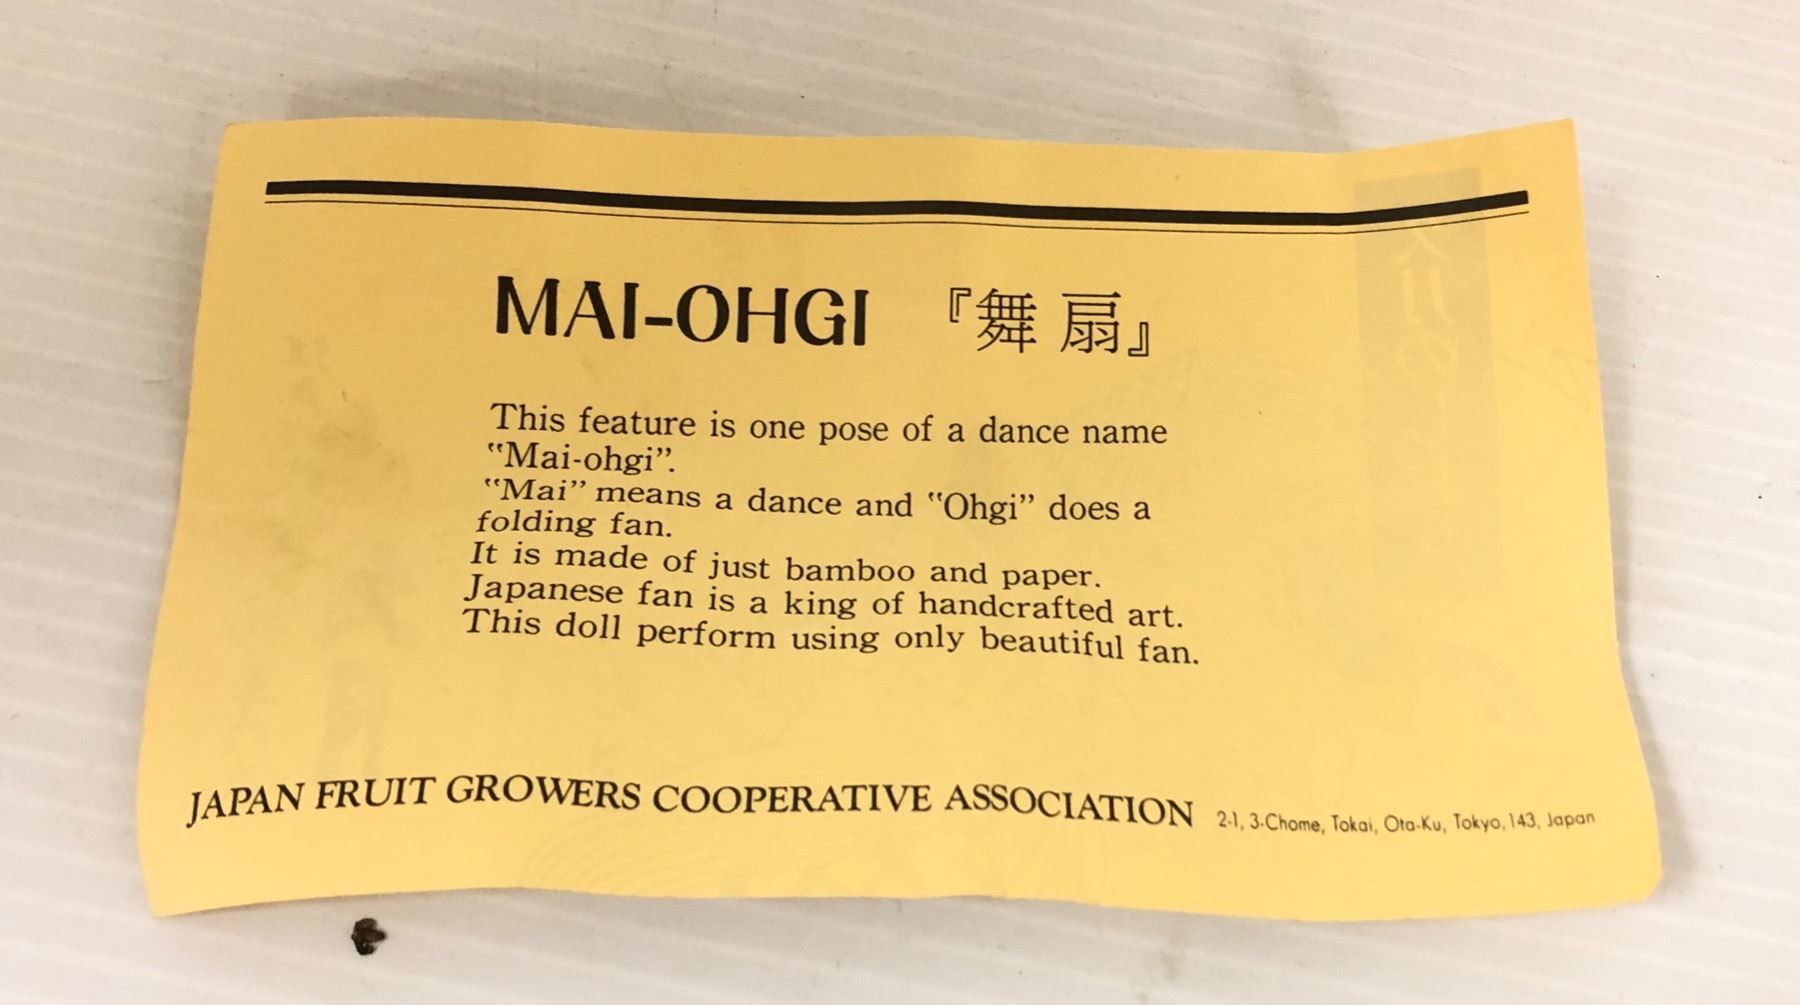 MAI-OHGI 『舞扇』
This feature is one pose of a dance name
"Mai-ohgi".
"Mai" means a dance and "Ohgi" does a
folding fan.
It is made of just bamboo and paper.
Japanese fan is a king of handcrafted art.
This doll perform using only beautiful fan.
JAPAN FRUIT GROWERS COOPERATIVE ASSOCIATION 2-1, 3-Chome, Tokai, Ota-Ku, Tokyo, 143, Japan